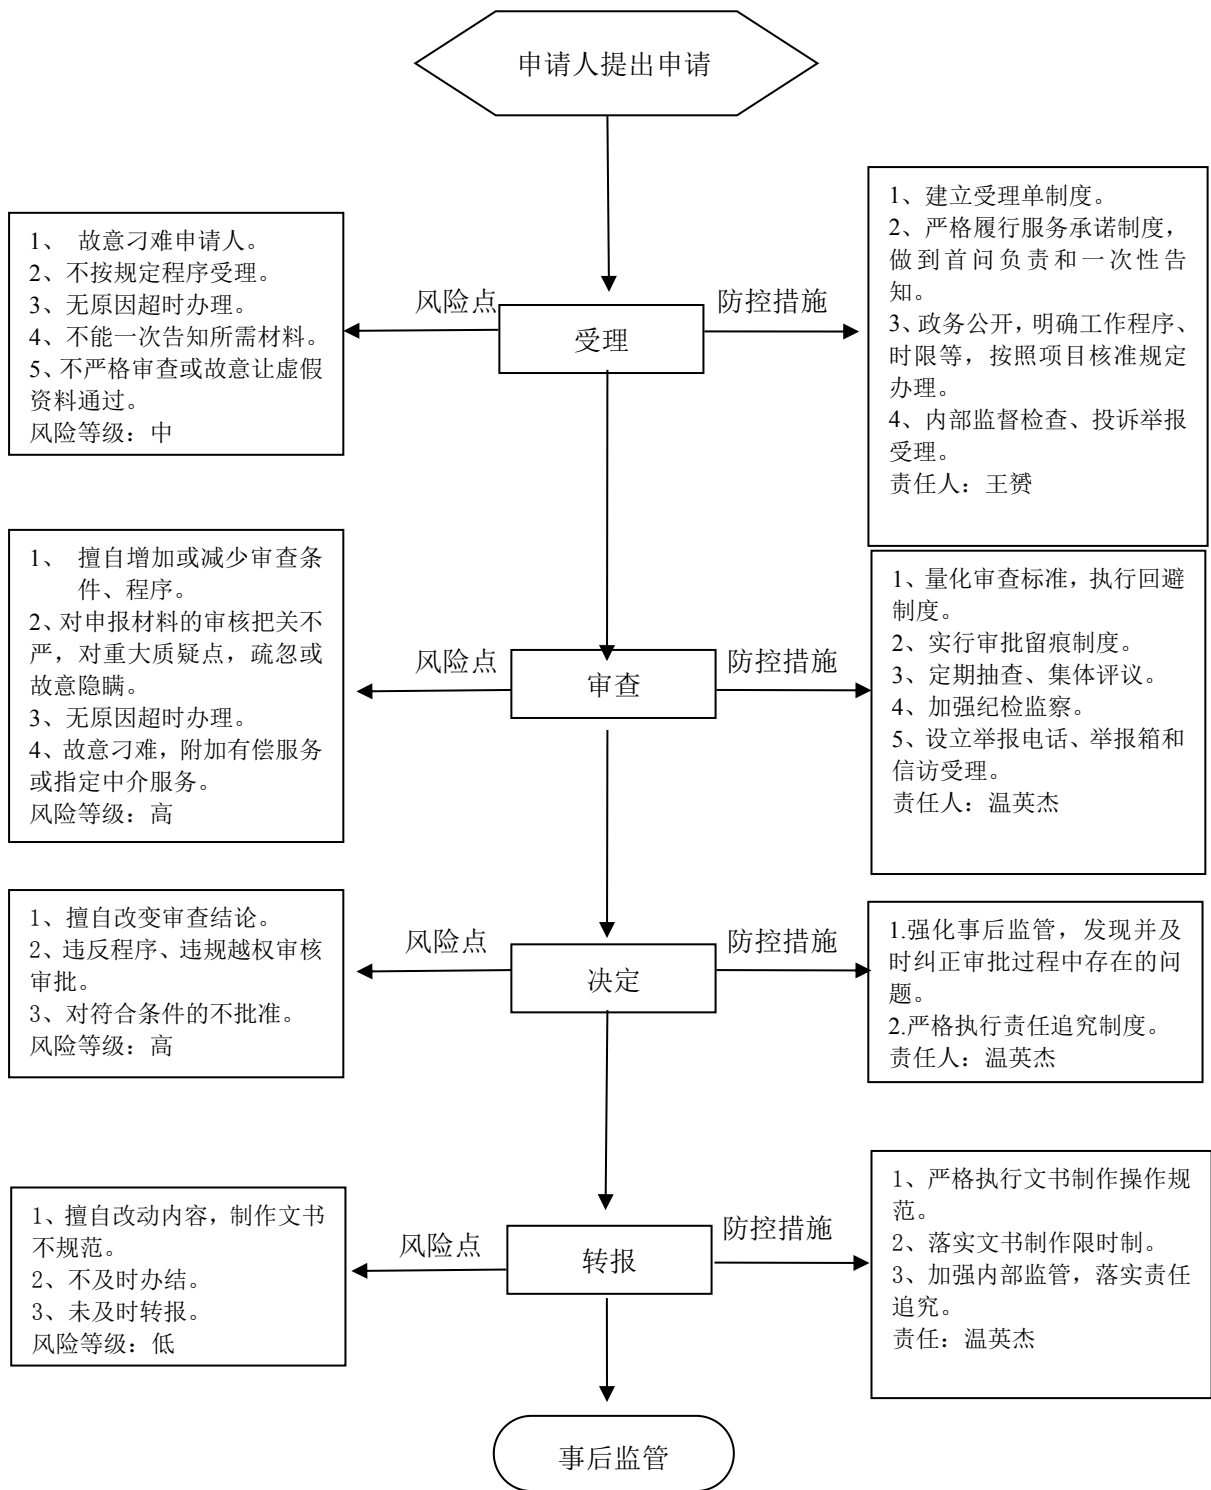 申请人提出申请
1、 故意刁难申请人。
2、不按规定程序受理。
3、无原因超时办理。
4、不能一次告知所需材料。
5、不严格审查或故意让虚假
资料通过。
风险等级：中
风险点
受理
防控措施
1、建立受理单制度。
2、严格履行服务承诺制度，
做到首问负责和一次性告
知。
3、政务公开，明确工作程序、
时限等，按照项目核准规定
办理。
4、内部监督检查、投诉举报
受理。
责任人：王赟
1、 擅自增加或减少审查条
件、程序。
2、对申报材料的审核把关不
严，对重大质疑点，疏忽或
故意隐瞒。
3、无原因超时办理。
4、故意刁难，附加有偿服务
或指定中介服务。
风险等级：高
风险点
审查
防控措施
1、量化审查标准，执行回避
制度。
2、实行审批留痕制度。
3、定期抽查、集体评议。
4、加强纪检监察。
5、设立举报电话、举报箱和
信访受理。
责任人：温英杰
1、擅自改变审查结论。
2、违反程序、违规越权审核
审批。
3、对符合条件的不批准。
风险等级：高
风险点
决定
防控措施
1.强化事后监管，发现并及
时纠正审批过程中存在的问
题。
2.严格执行责任追究制度。
责任人：温英杰
1、擅自改动内容，制作文书
不规范。
2、不及时办结。
3、未及时转报。
风险等级：低
风险点
转报
防控措施
1、严格执行文书制作操作规
范。
2、落实文书制作限时制。
3、加强内部监管，落实责任
追究。
责任：温英杰
事后监管